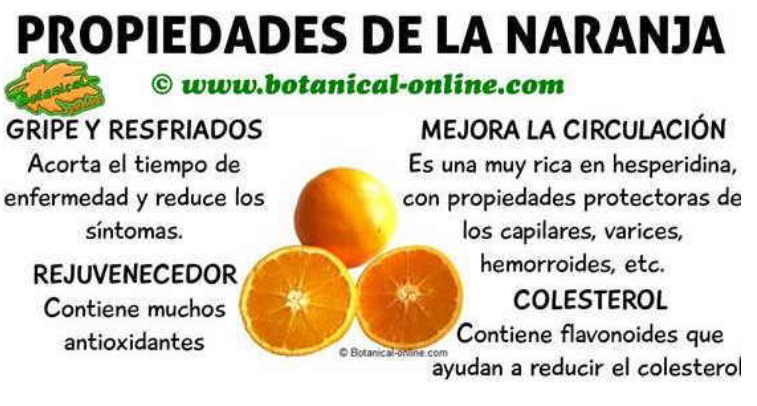 PROPIEDADES DE LA NARANJA
Botanical
online
© www.botanical-online.com
GRIPE Y RESFRIADOS
Acorta el tiempo de
enfermedad y reduce los
síntomas.
REJUVENECEDOR
Contiene muchos
antioxidantes
MEJORA LA CIRCULACIÓN
Es una muy rica en hesperidina,
con propiedades protectoras de
los capilares, varices,
hemorroides, etc.
COLESTEROL
Contiene flavonoides que
ayudan a reducir el colesterol
© Botanical-online.com